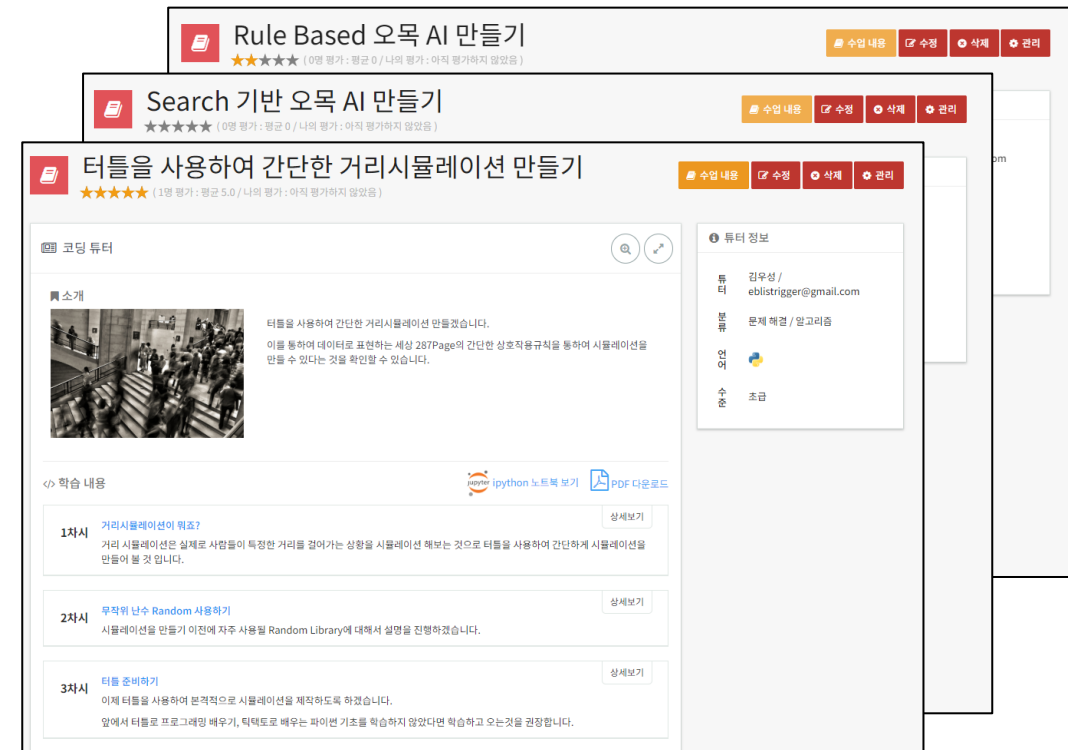 Rule Based 오목 AI 만들기
( 0명 평가 : 평균 0 / 나의 평가 : 아직 평가하지 않았음 )
수업 내용 수정 삭제 관리
Search 기반 오목 AI 만들기
( 0명 평가 : 평균 0 / 나의 평가 : 아직 평가하지 않았음 )
수업 내용 수정 삭제 관리
om
터틀을 사용하여 간단한 거리시뮬레이션 만들기
( 1명 평가 : 평균 5.0 / 나의 평가 : 아직 평가하지 않았음 )
수업 내용 수정 삭제 관리
코딩 튜터
소개
터틀을 사용하여 간단한 거리시뮬레이션 만들겠습니다.
이를 통하여 데이터로 표현하는 세상 287Page의 간단한 상호작용규칙을 통하여 시뮬레이션을
만들 수 있다는 것을 확인할 수 있습니다.
</> 학습 내용
jupyter ipython 노트북 보기 PDF 다운로드
1차시
거리시뮬레이션이 뭐죠?
상세보기
거리 시뮬레이션은 실제로 사람들이 특정한 거리를 걸어가는 상황을 시뮬레이션 해보는 것으로 터틀을 사용하여 간단하게 시뮬레이션을
만들어 볼 것 입니다.
2차시
무작위 난수 Random 사용하기
상세보기
시뮬레이션을 만들기 이전에 자주 사용될 Random Library에 대해서 설명을 진행하겠습니다.
3차시
터틀 준비하기
상세보기
이제 터틀을 사용하여 본격적으로 시뮬레이션을 제작하도록 하겠습니다.
앞에서 터틀로 프로그래밍 배우기, 틱택토로 배우는 파이썬 기초를 학습하지 않았다면 학습하고 오는것을 권장합니다.
튜터 정보
튜터
김우성 /
eblistrigger@gmail.com
분류
문제 해결 / 알고리즘
언어
수준
초급